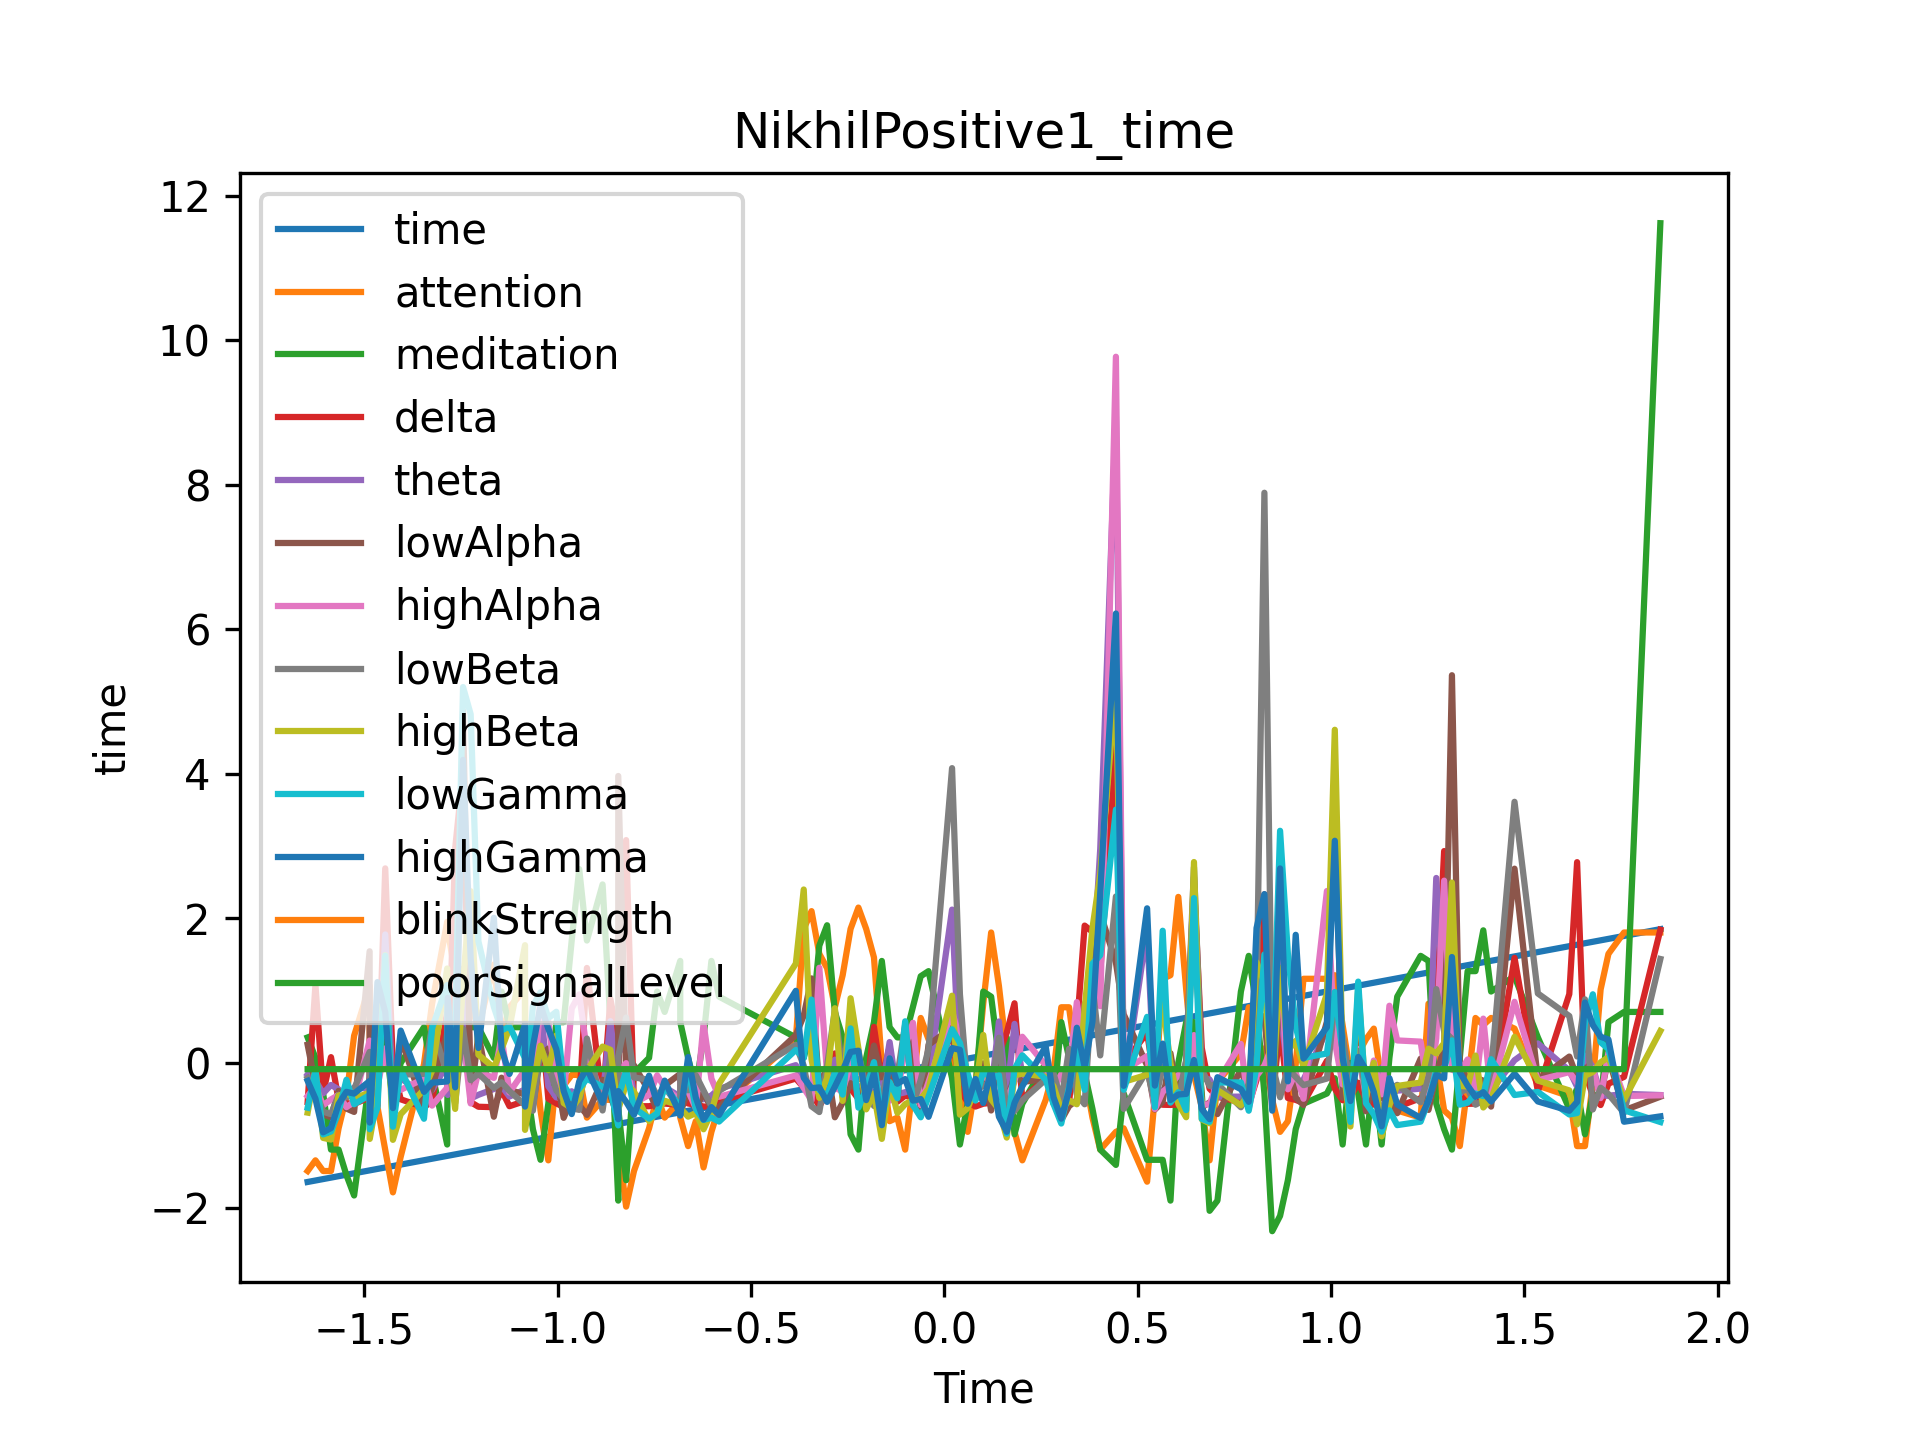 NikhilPositive1_time
12
10
8
6
4
2
0
−2
time
time
attention
meditation
delta
theta
lowAlpha
highAlpha
lowBeta
highBeta
lowGamma
highGamma
blinkStrength
poorSignalLevel
−1.5 −1.0 −0.5 0.0 0.5 1.0 1.5 2.0
Time